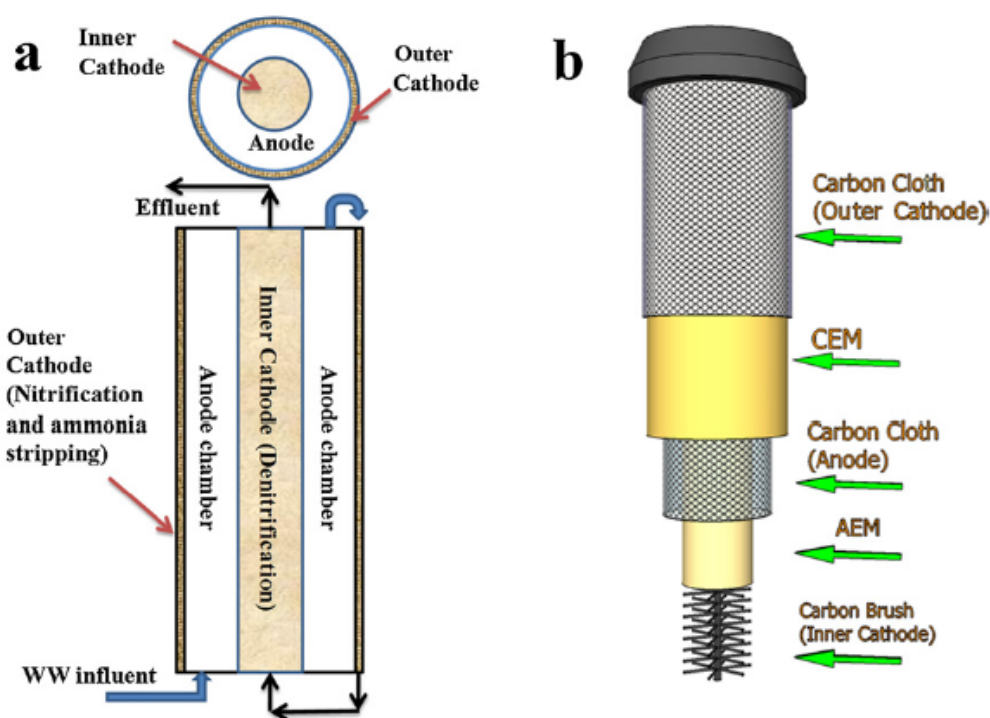 a
Inner
Cathode
Outer
Cathode
Anode
Effluent
Outer
Cathode
(Nitrification
and ammonia
stripping)
Anode chamber
Inner Cathode (Denitrification)
Anode chamber
WW influent
b
Carbon Cloth
(Outer Cathode)
CEM
Carbon Cloth
(Anode)
AEM
Carbon Brush
(Inner Cathode)